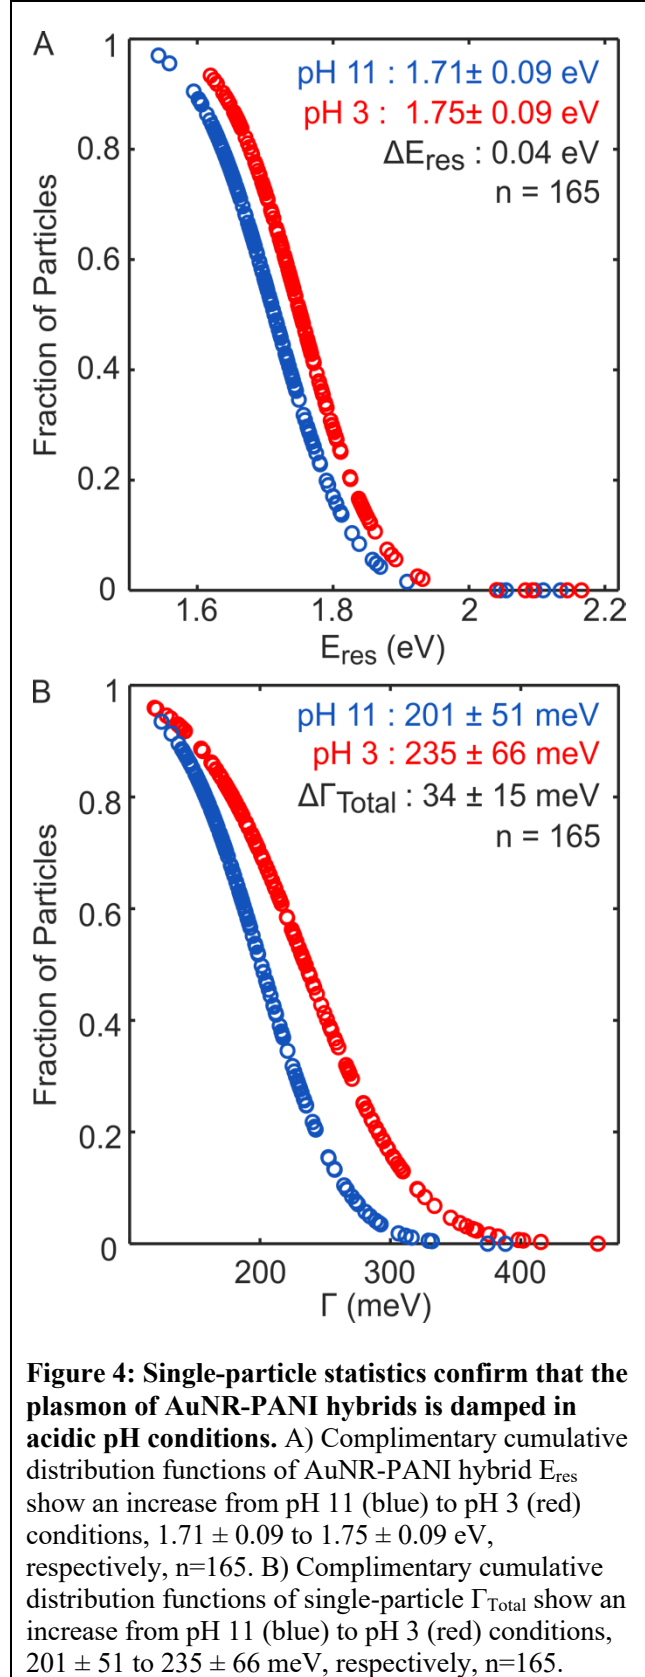 A
1
pH 11 : 1.71± 0.09 eV
pH 3 : 1.75± 0.09 eV
ΔEres : 0.04 eV
n = 165
0.8
0.6
0.4
0.2
0
Fraction of Particles
1.6 1.8 2 2.2
Eres (eV)
B
1
pH 11 : 201 ± 51 meV
pH 3 : 235 ± 66 meV
ΔΓTotal : 34 ± 15 meV
n = 165
0.8
0.6
0.4
0.2
0
Fraction of Particles
200 300 400
Γ (meV)
Figure 4: Single-particle statistics confirm that the
plasmon of AuNR-PANI hybrids is damped in
acidic pH conditions. A) Complimentary cumulative
distribution functions of AuNR-PANI hybrid Eres
show an increase from pH 11 (blue) to pH 3 (red)
conditions, 1.71 ± 0.09 to 1.75 ± 0.09 eV,
respectively, n=165. B) Complimentary cumulative
distribution functions of single-particle ΓTotal show an
increase from pH 11 (blue) to pH 3 (red) conditions,
201 ± 51 to 235 ± 66 meV, respectively, n=165.